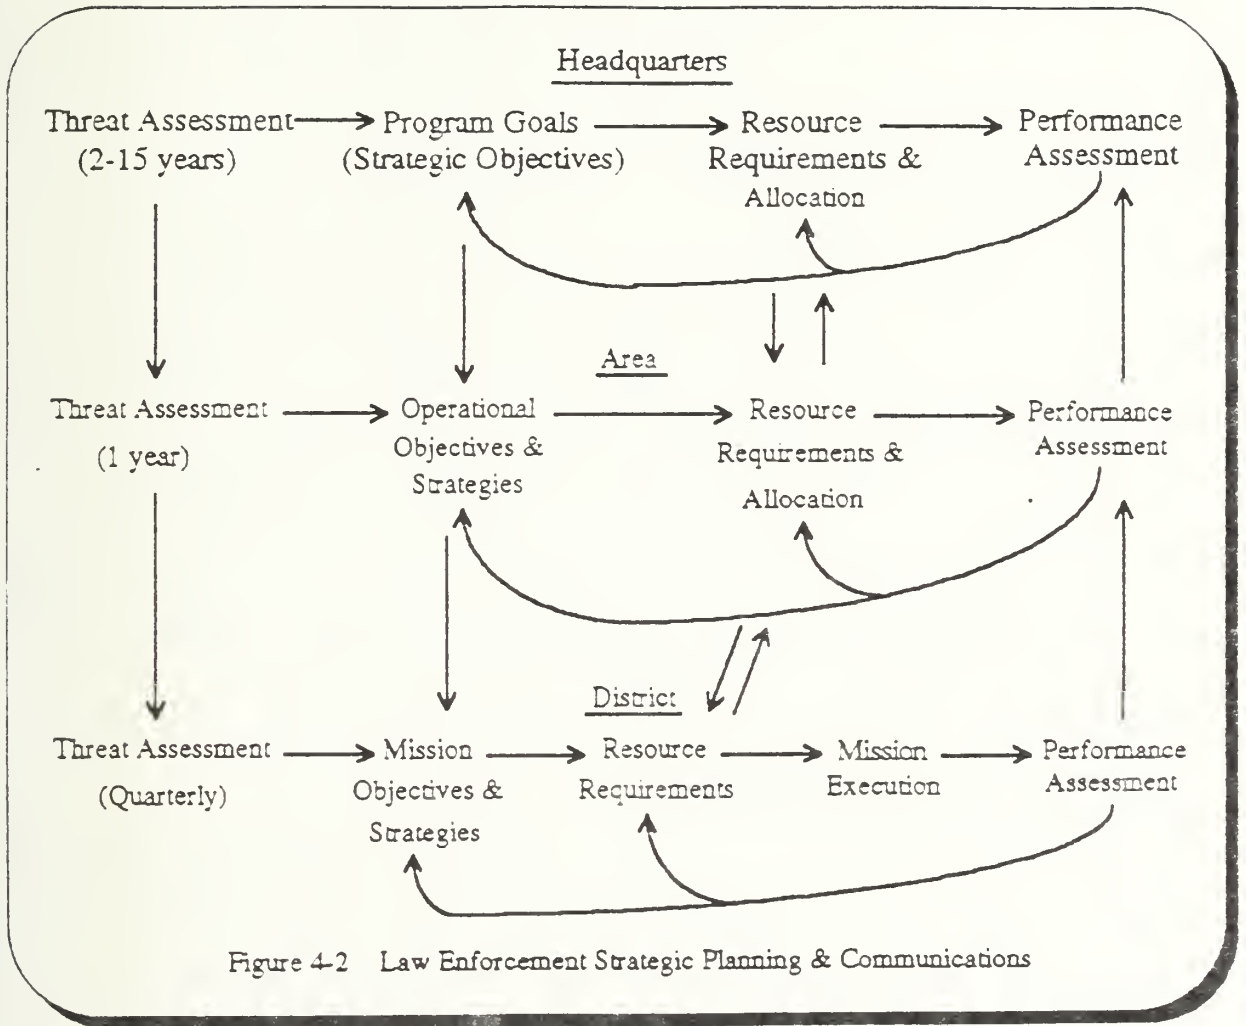 Headquarters
Threat Assessment
(2-15 years)
Program Goals
(Strategic Objectives)
Resource
Requirements &
Allocation
Performance
Assessment
Area
Threat Assessment
(1 year)
Operational
Objectives &
Strategies
Resource
Requirements &
Allocation
Performance
Assessment
District
Threat Assessment
(Quarterly)
Mission
Objectives &
Strategies
Resource
Requirements
Mission
Execution
Performance
Assessment
Figure 4-2 Law Enforcement Strategic Planning & Communications